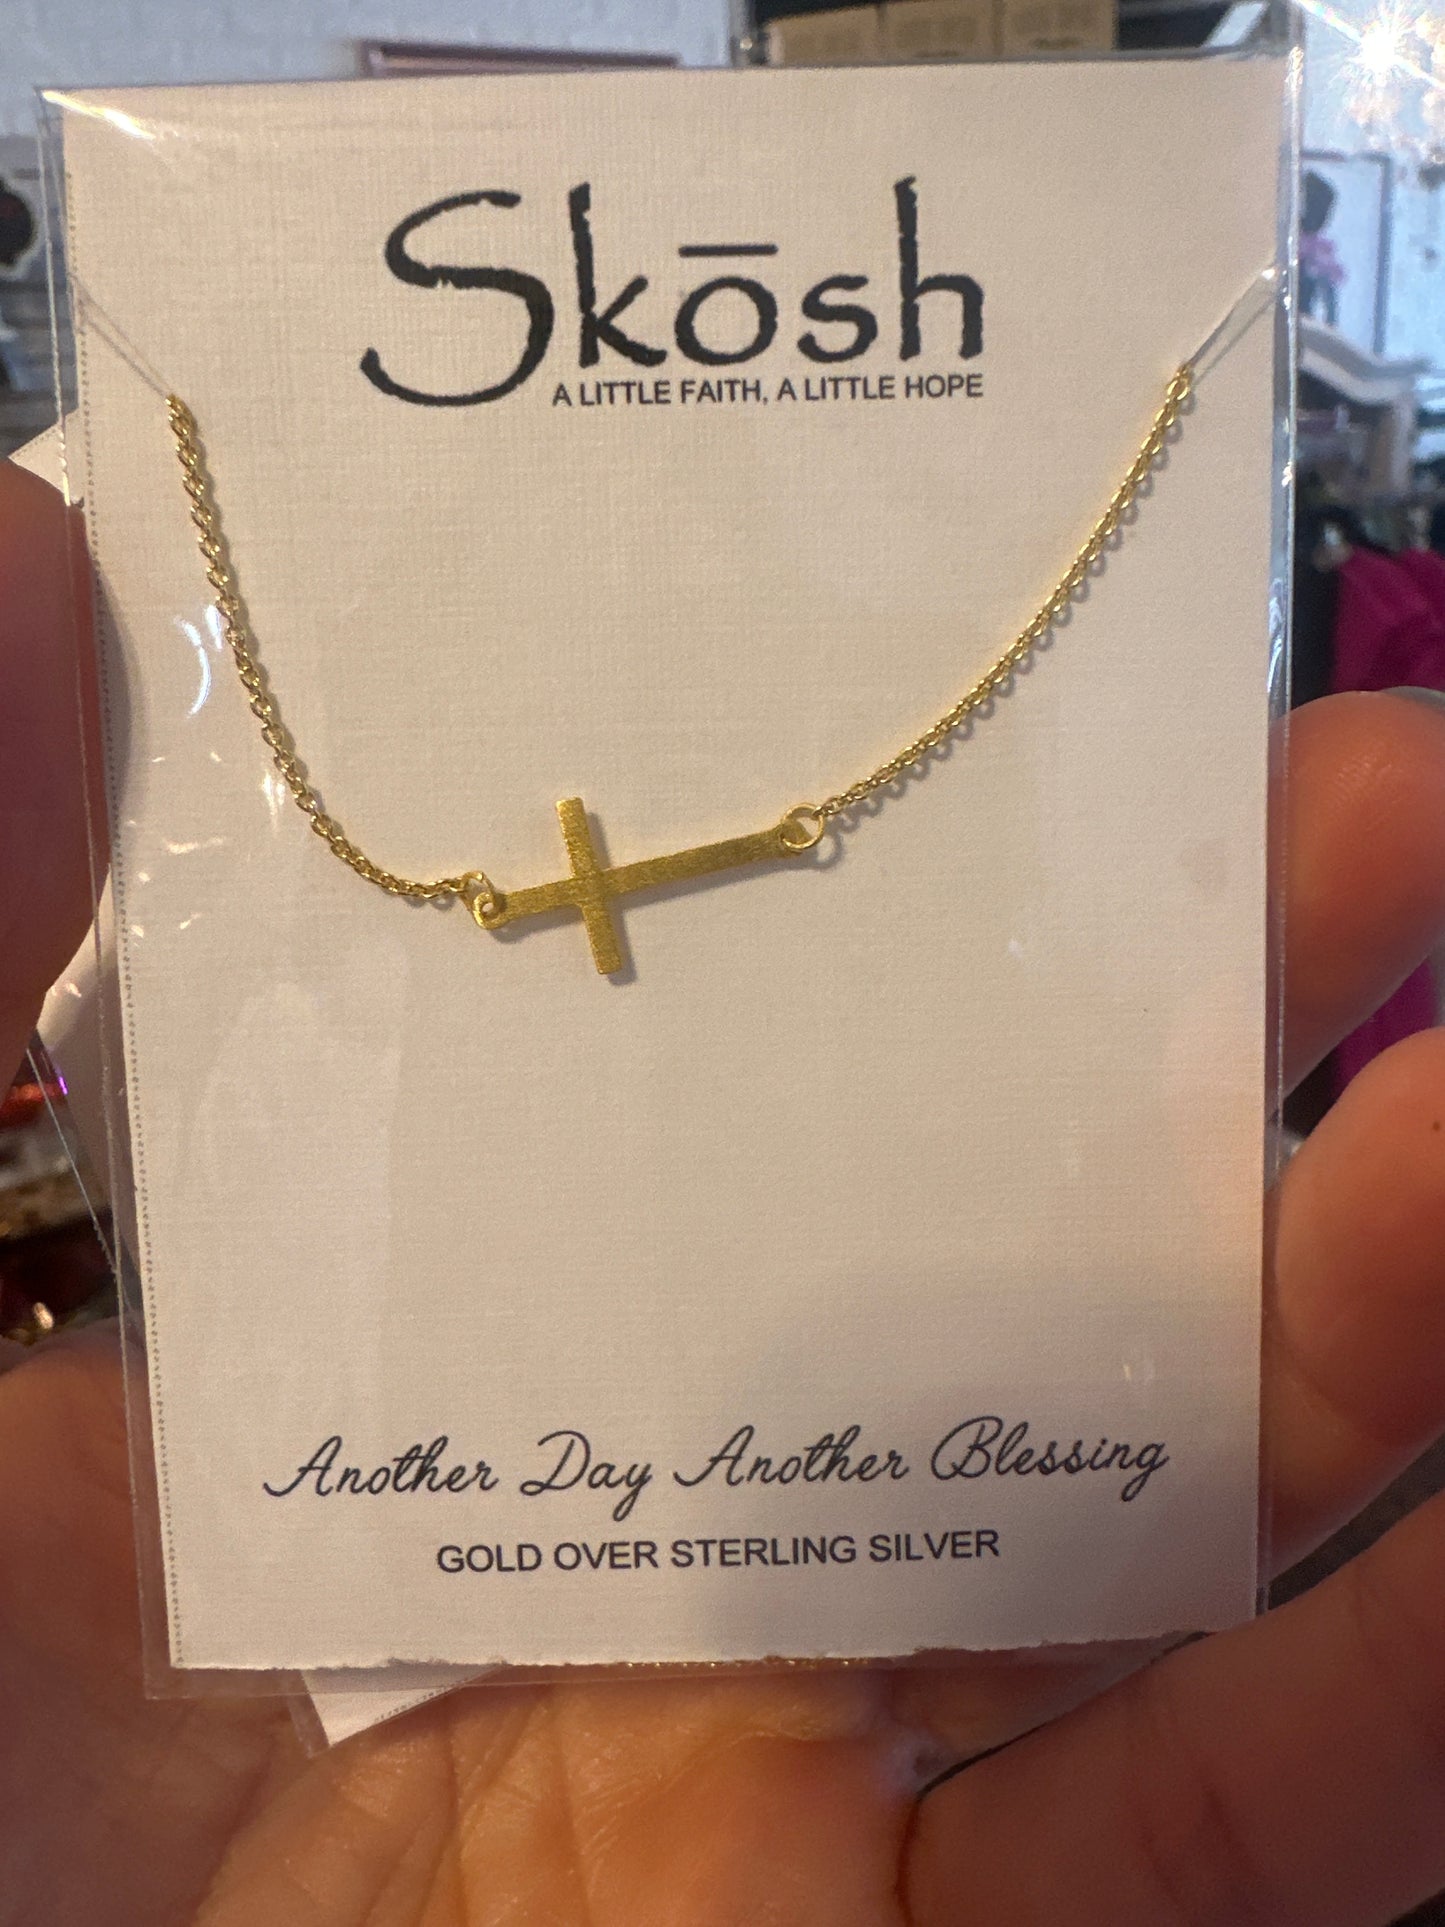 Skōsh
A LITTLE FAITH, A LITTLE HOPE
Another Day Another Blessing
GOLD OVER STERLING SILVER